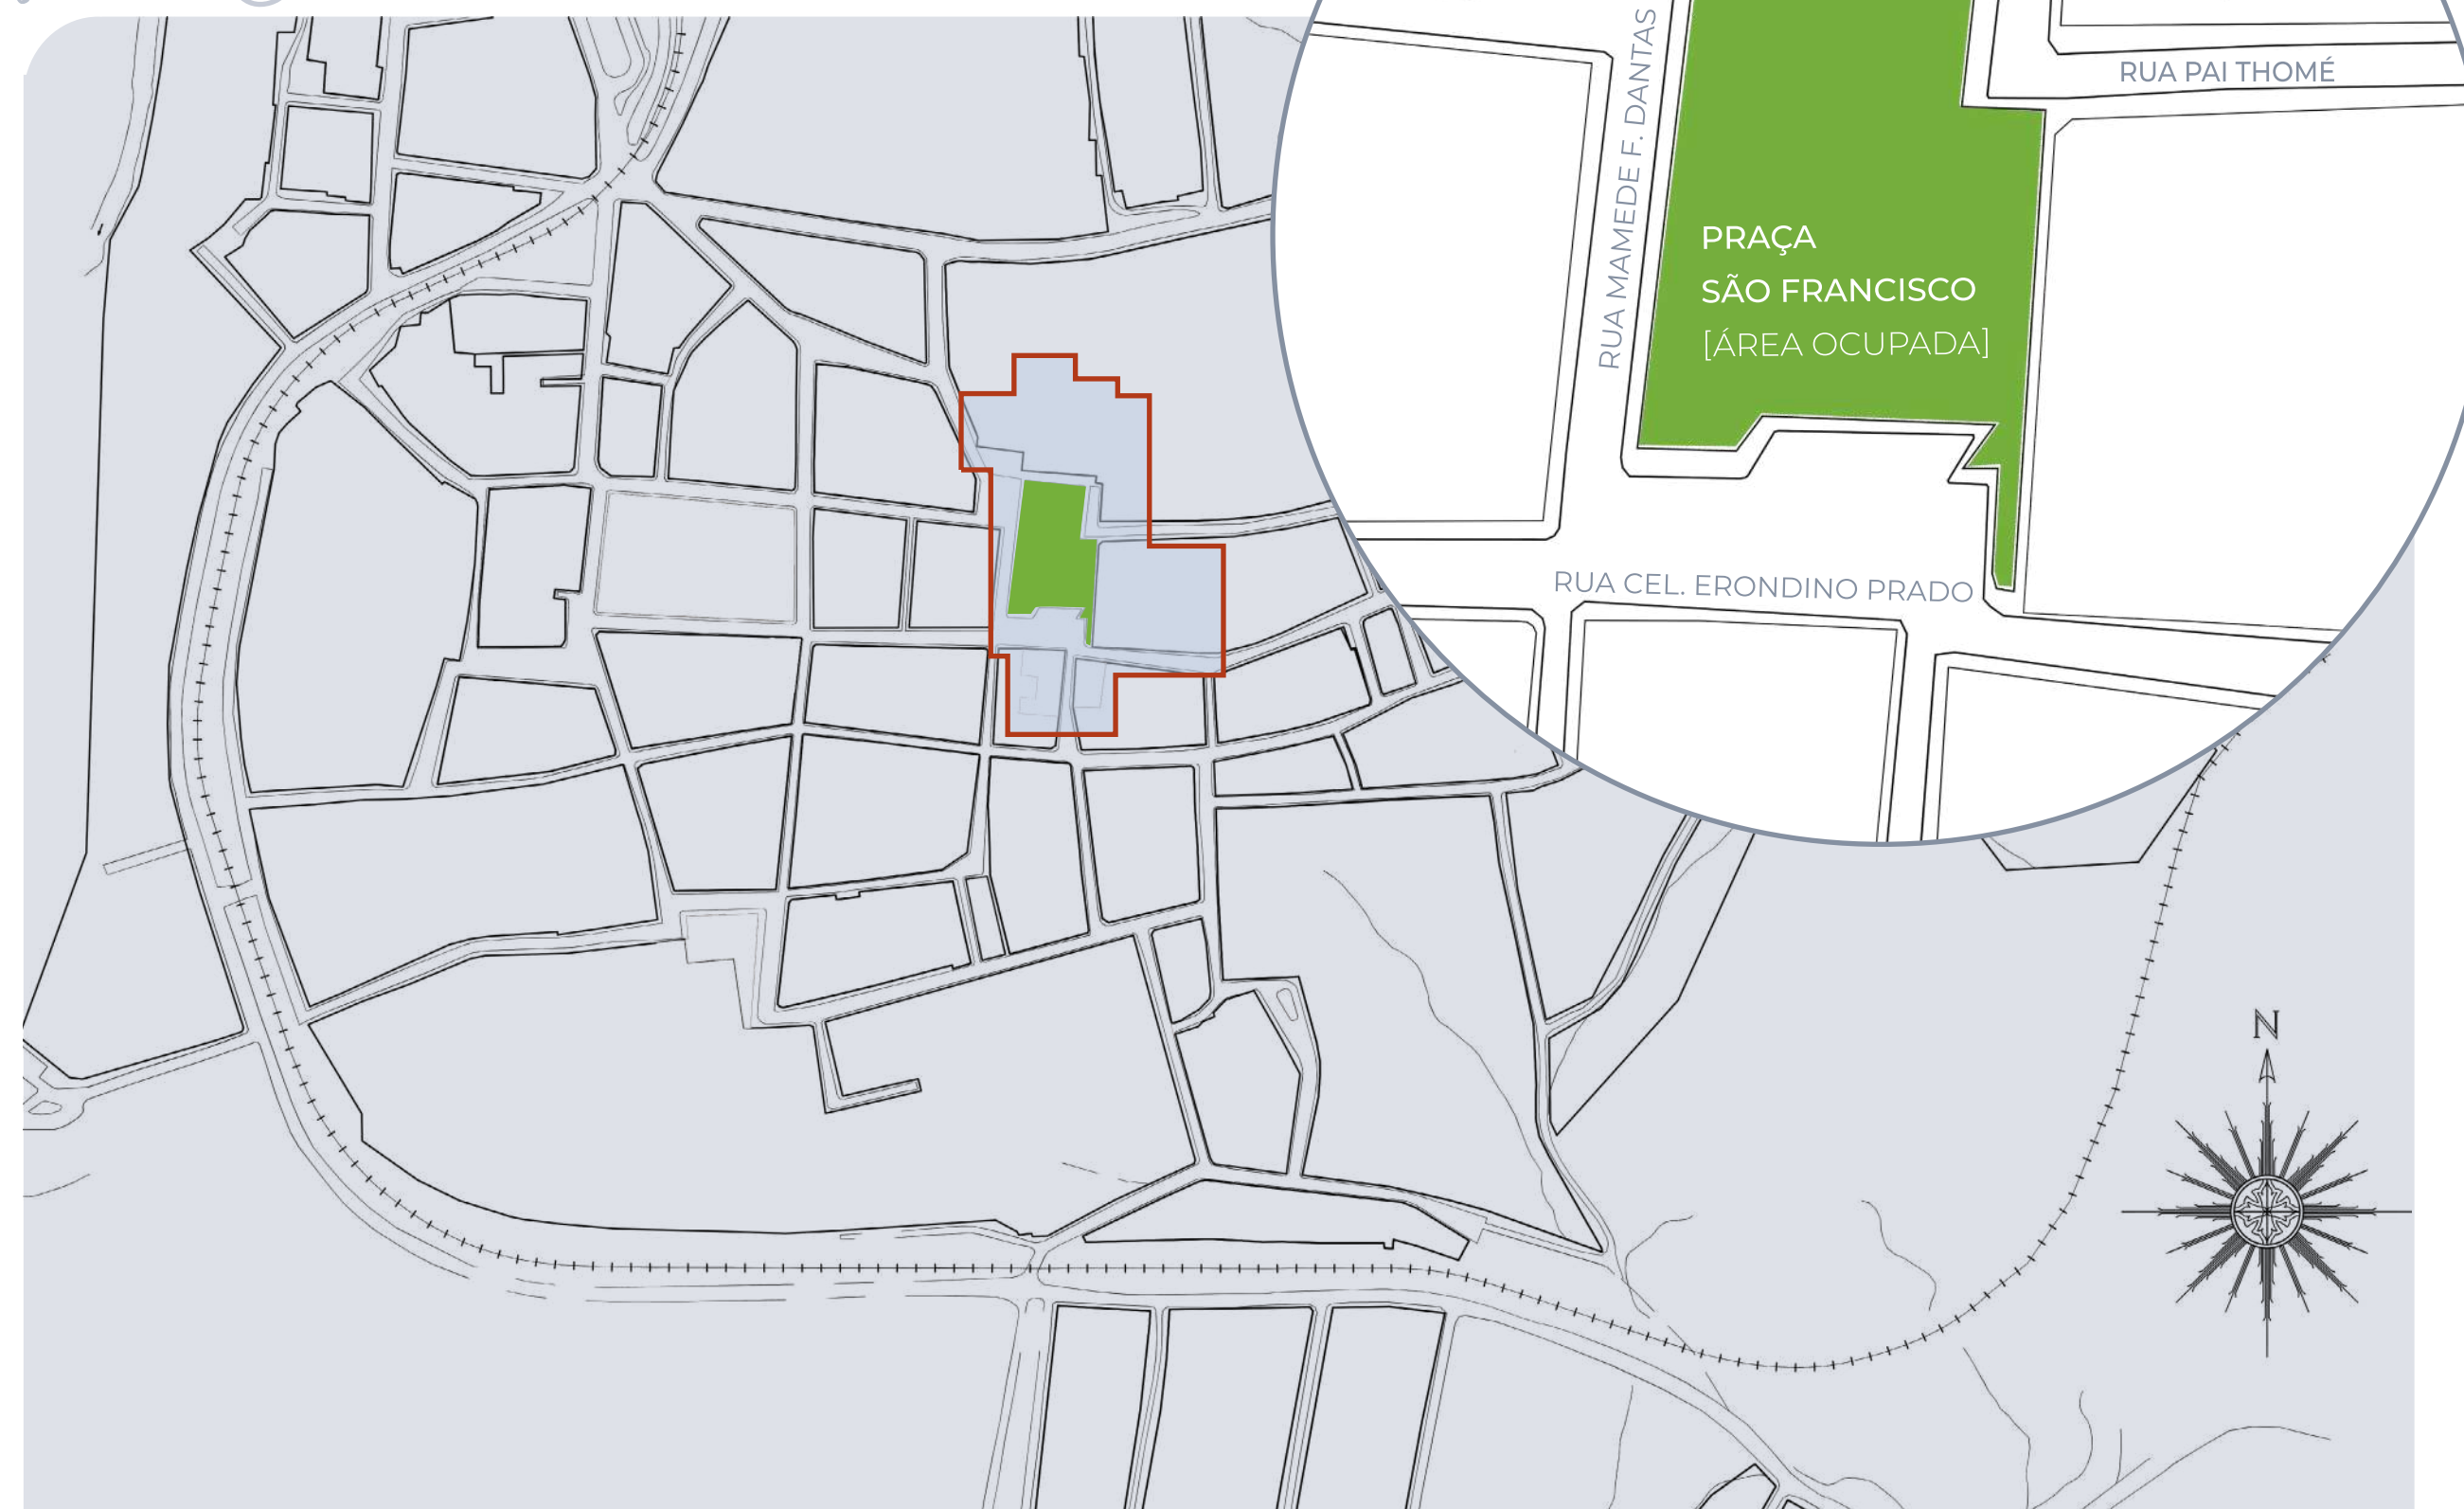 RUA MAMEDE F. DANTAS
RUA PAI THOMÉ
PRAÇA
SÃO FRANCISCO
[ÁREA OCUPADA]
RUA CEL. ERONDINO PRADO
N